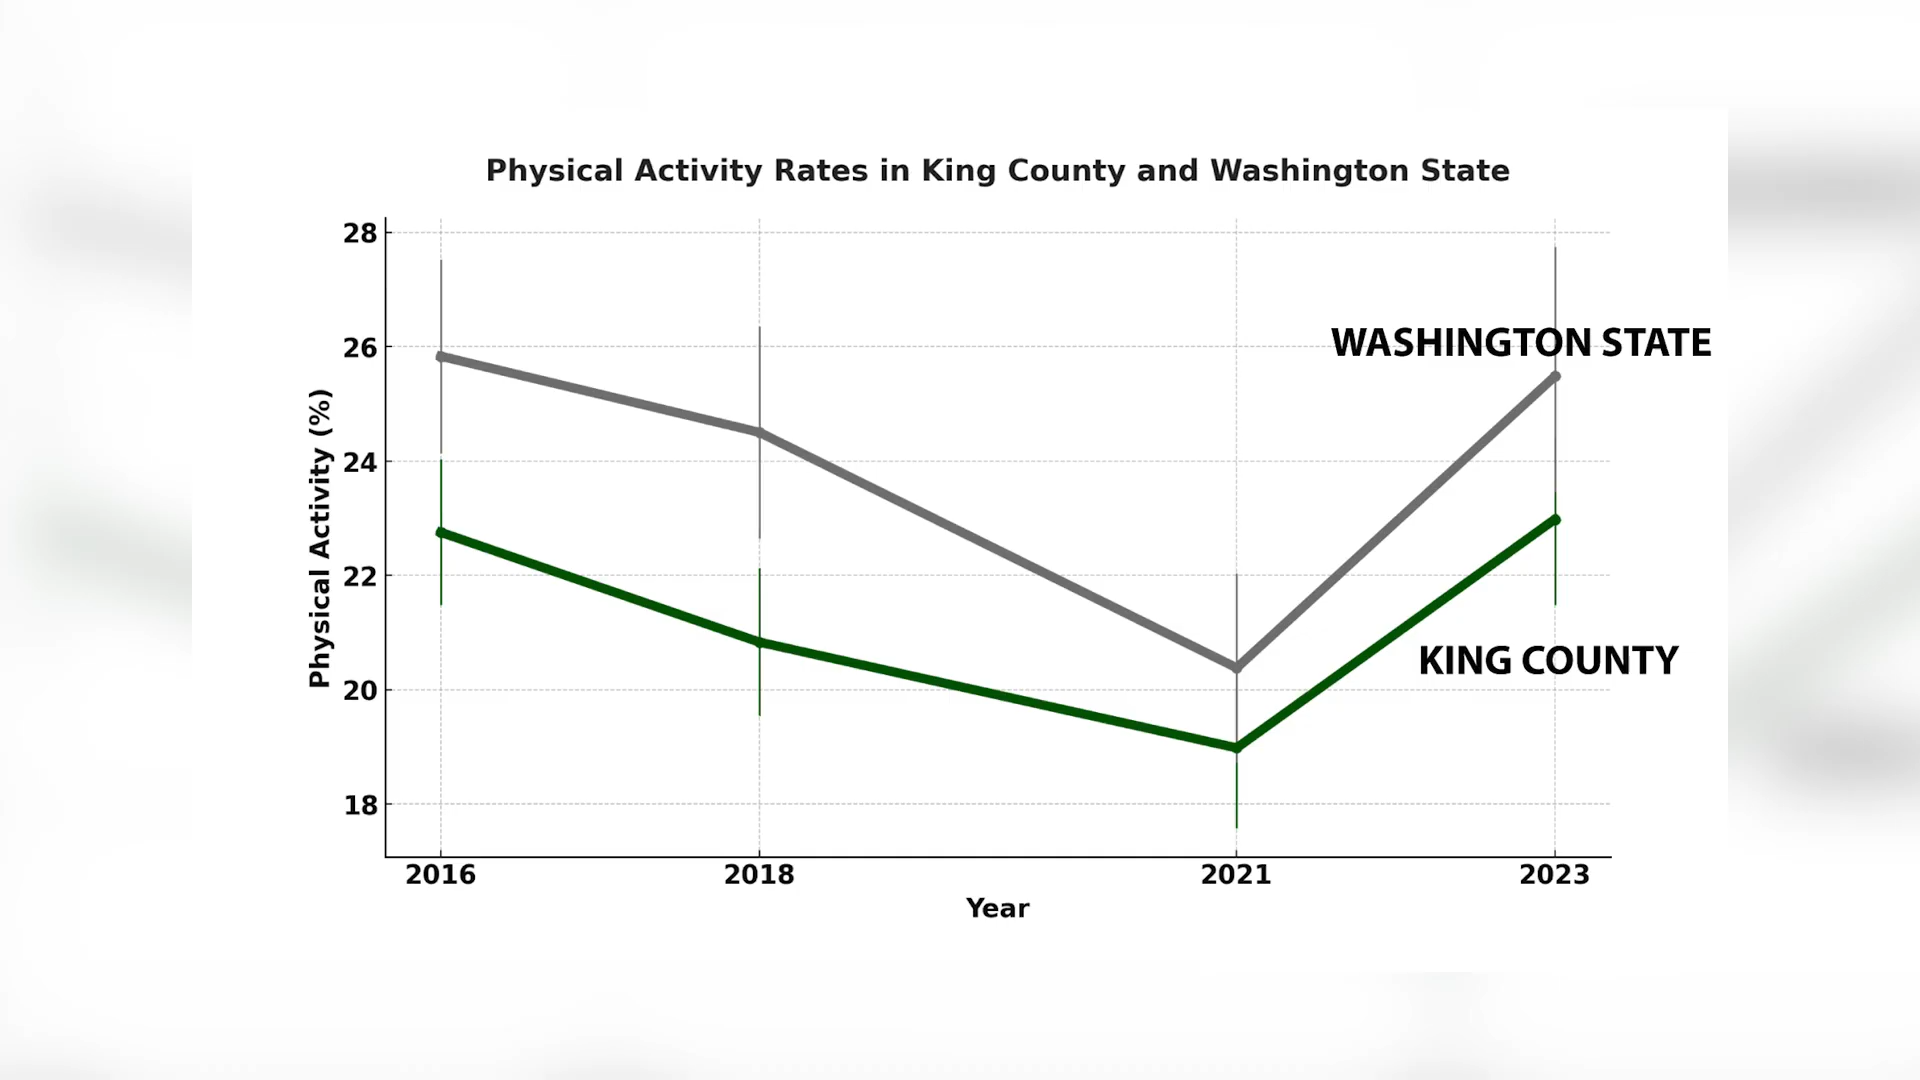 Physical Activity Rates in King County and Washington State
28
26
24
22
20
18
Physical Activity (%)
WASHINGTON STATE
KING COUNTY
2016 2018 2021 2023
Year